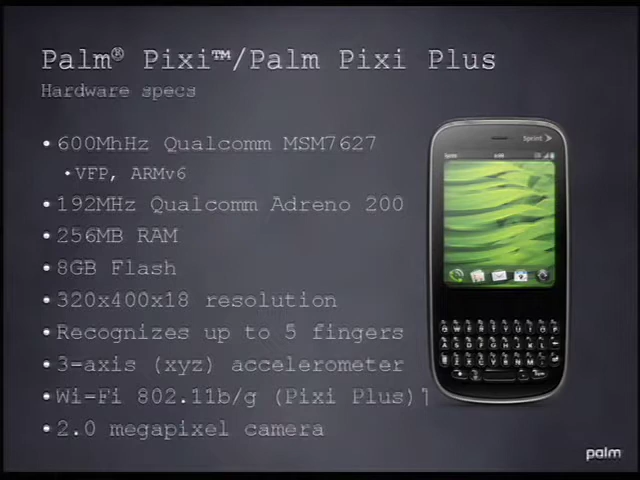 Palm® Pixi™/Palm Pixi Plus
Hardware specs
•600MhHz Qualcomm MSM7627
•VFP, ARMv6
•192MHz Qualcomm Adreno 200
•256MB RAM
•8GB Flash
•320x400x18 resolution
•Recognizes up to 5 fingers
•3-axis (xyz) accelerometer
•Wi-Fi 802.11b/g (Pixi Plus)
•2.0 megapixel camera
Sprint
palm